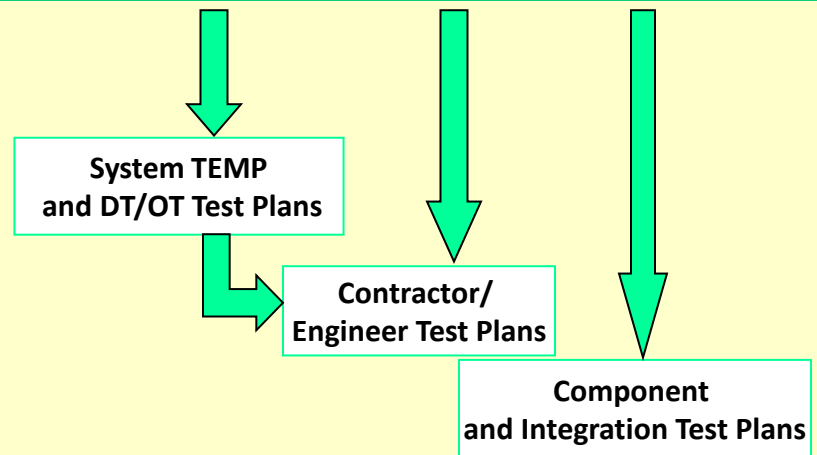 System TEMP
and DT/OT Test Plans
Contractor/
Engineer Test Plans
Component
and Integration Test Plans